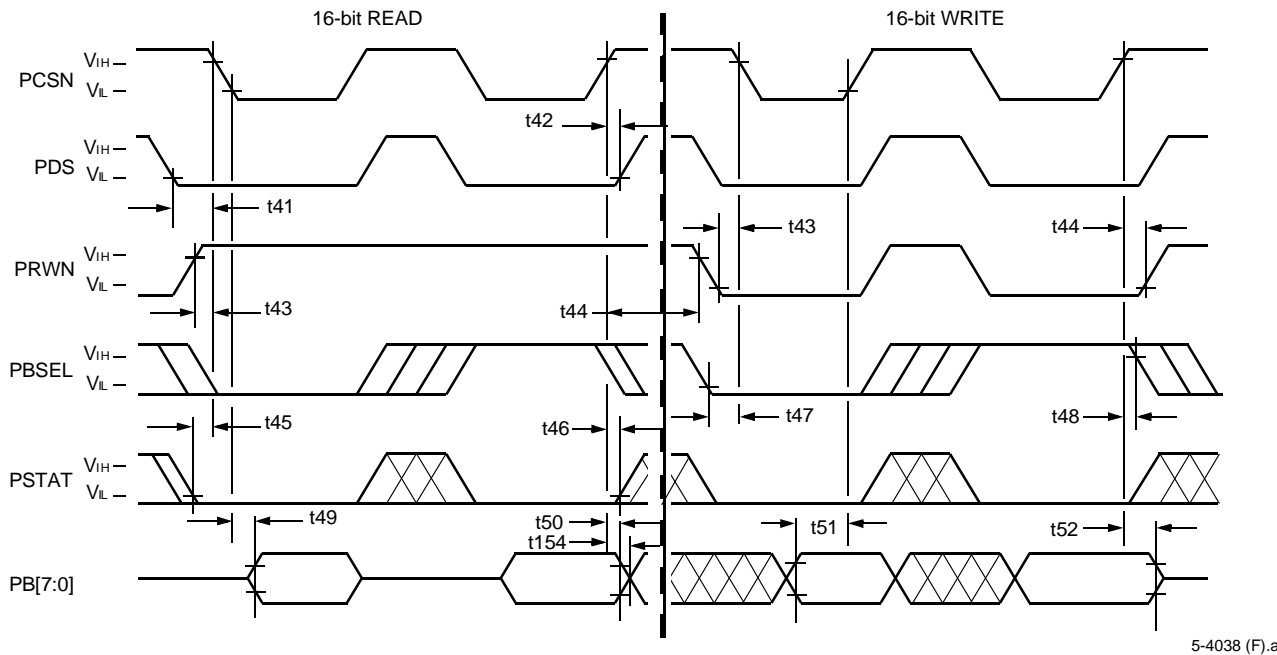 16-bit READ 16-bit WRITE
VIH
PCSN
VIL
t42
VIH
PDS
VIL
t41 t43 t44
VIH
PRWN
VIL
t43 t44
VIH
PBSEL
VIL
t45 t46 t47 t48
VIH
PSTAT
VIL
t49 t50 t51 t52
t154
PB[7:0]
5-4038 (F).a